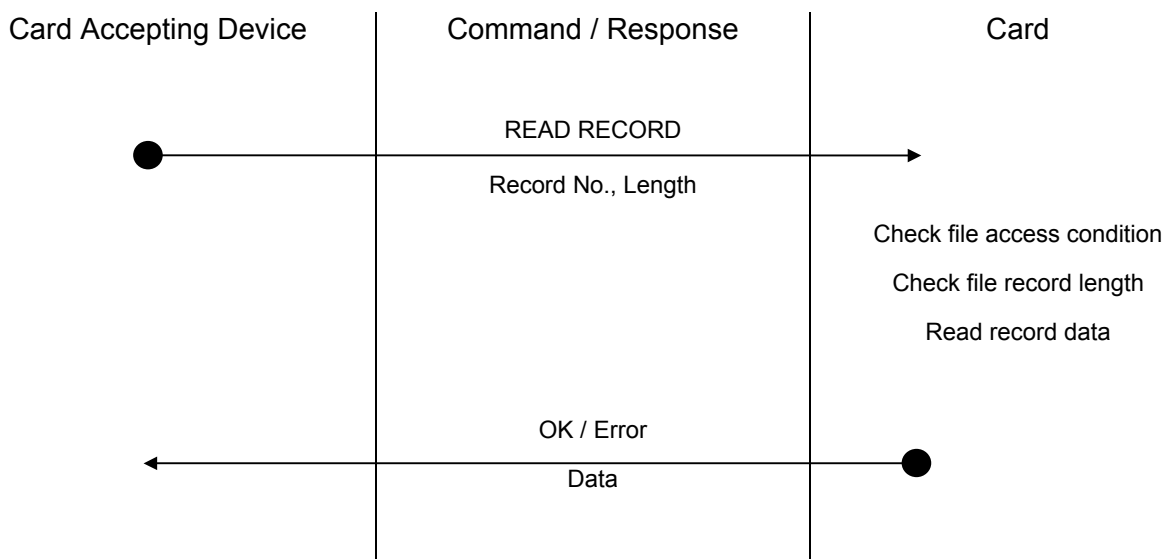 Card Accepting Device
Command / Response
Card
READ RECORD
Record No., Length
Check file access condition
Check file record length
Read record data
OK / Error
Data